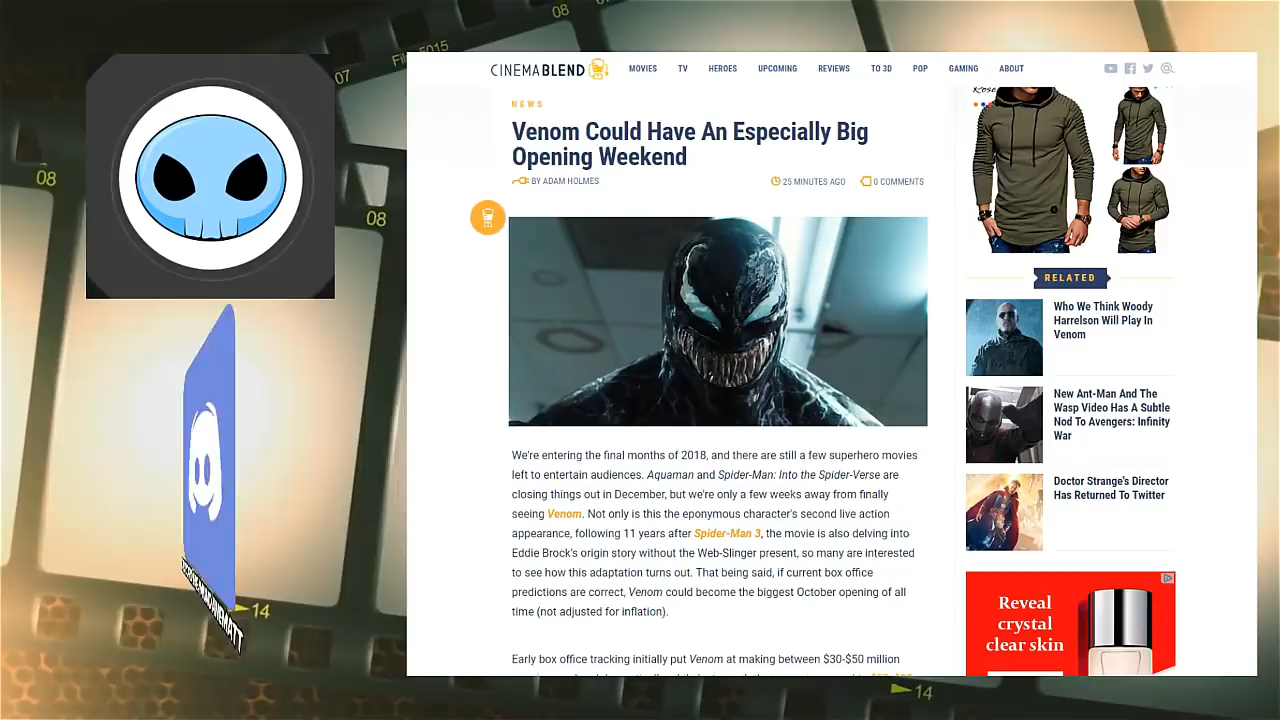 08
5015
07
08
08
14
14
CINEMABLEND
MOVIES TV HEROES UPCOMING REVIEWS TO 3D POP GAMING ABOUT
NEWS
Venom Could Have An Especially Big
Opening Weekend
BY ADAM HOLMES
25 MINUTES AGO
0 COMMENTS
We're entering the final months of 2018, and there are still a few superhero movies
left to entertain audiences. Aquaman and Spider-Man: Into the Spider-Verse are
closing things out in December, but we're only a few weeks away from finally
seeing Venom. Not only is this the eponymous character's second live action
appearance, following 11 years after Spider-Man 3, the movie is also delving into
Eddie Brock's origin story without the Web-Slinger present, so many are interested
to see how this adaptation turns out. That being said, if current box office
predictions are correct, Venom could become the biggest October opening of all
time (not adjusted for inflation).
Early box office tracking initially put Venom at making between $30-$50 million
RELATED
Who We Think Woody
Harrelson Will Play In
Venom
New Ant-Man And The
Wasp Video Has A Subtle
Nod To Avengers: Infinity
War
Doctor Strange's Director
Has Returned To Twitter
Reveal
crystal
clear skin